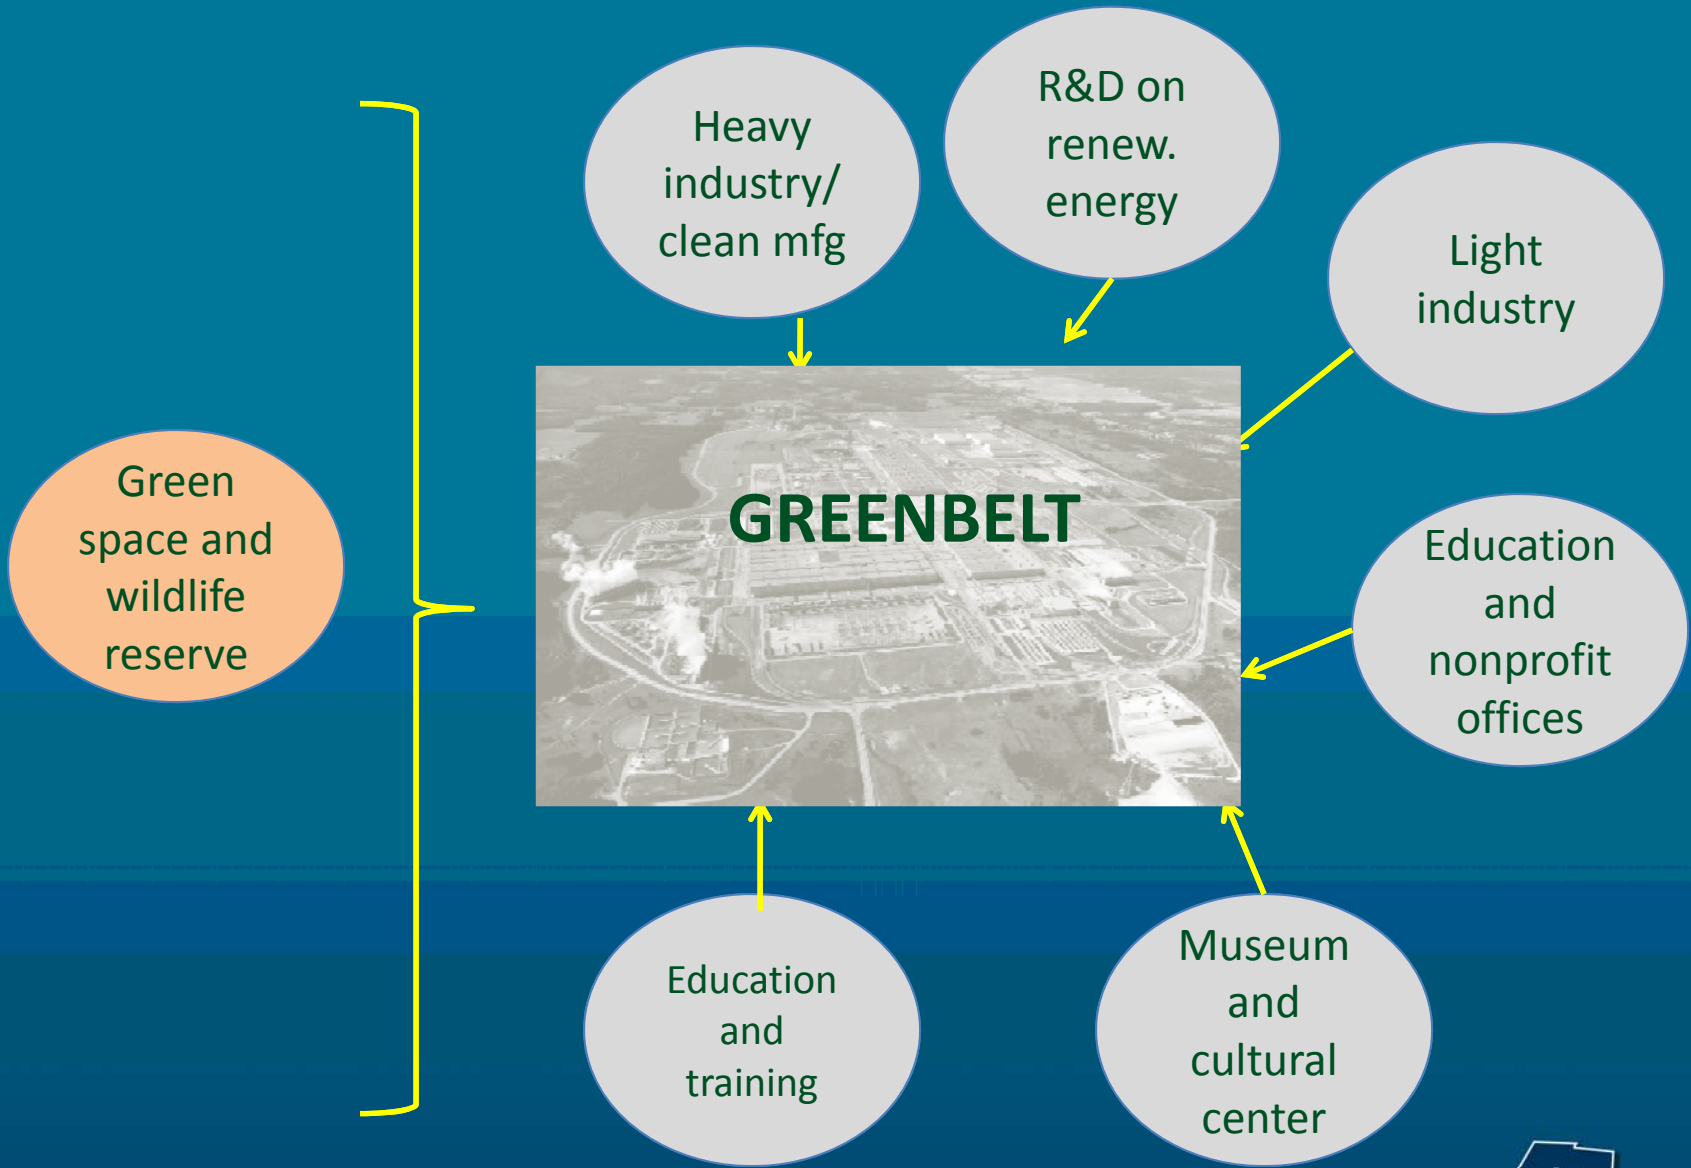 Heavy
industry/
clean mfg
R&D on
renew.
energy
Light
industry
Green
space and
wildlife
reserve
GREENBELT
Education
and
nonprofit
offices
Education
and
training
Museum
and
cultural
center